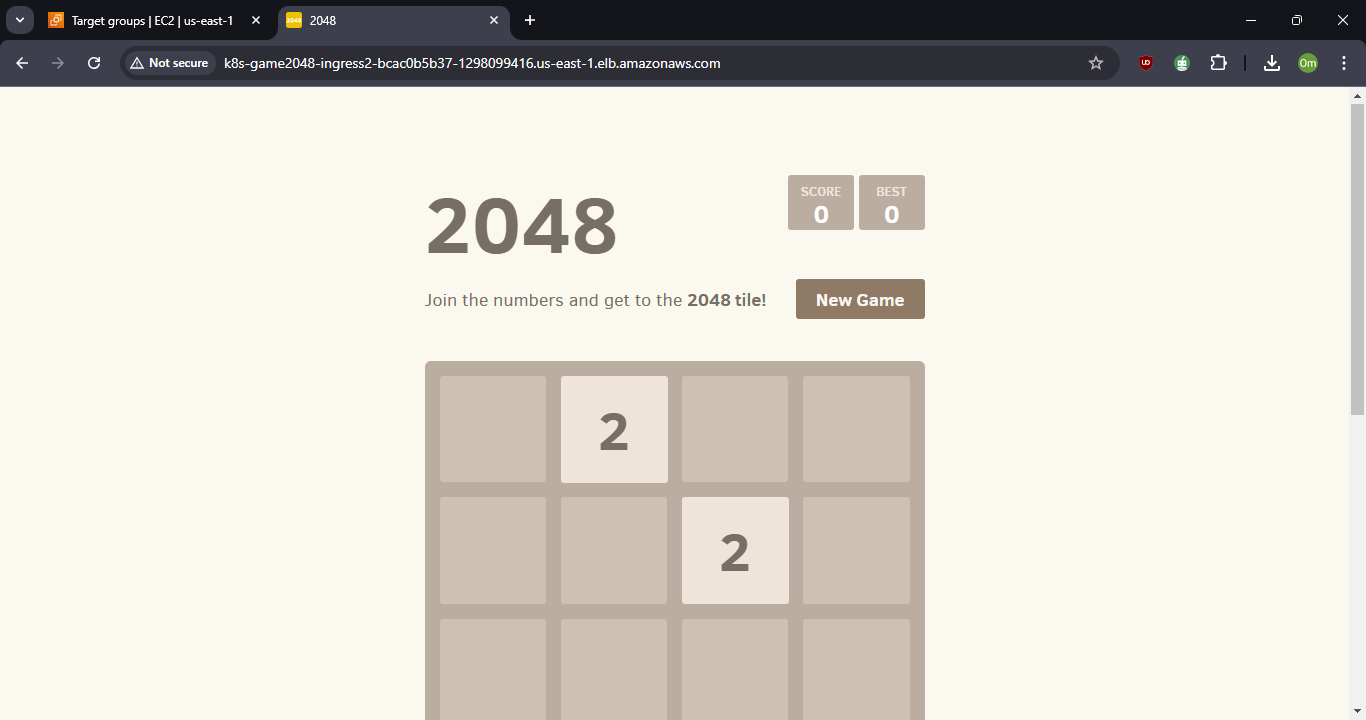 Target groups | EC2 | us-east-1
2048
2048
Not secure
k8s-game2048-ingress2-bcac0b5b37-1298099416.us-east-1.elb.amazonaws.com
UD
Om
2048
SCORE
0
BEST
0
Join the numbers and get to the 2048 tile!
New Game
2
2